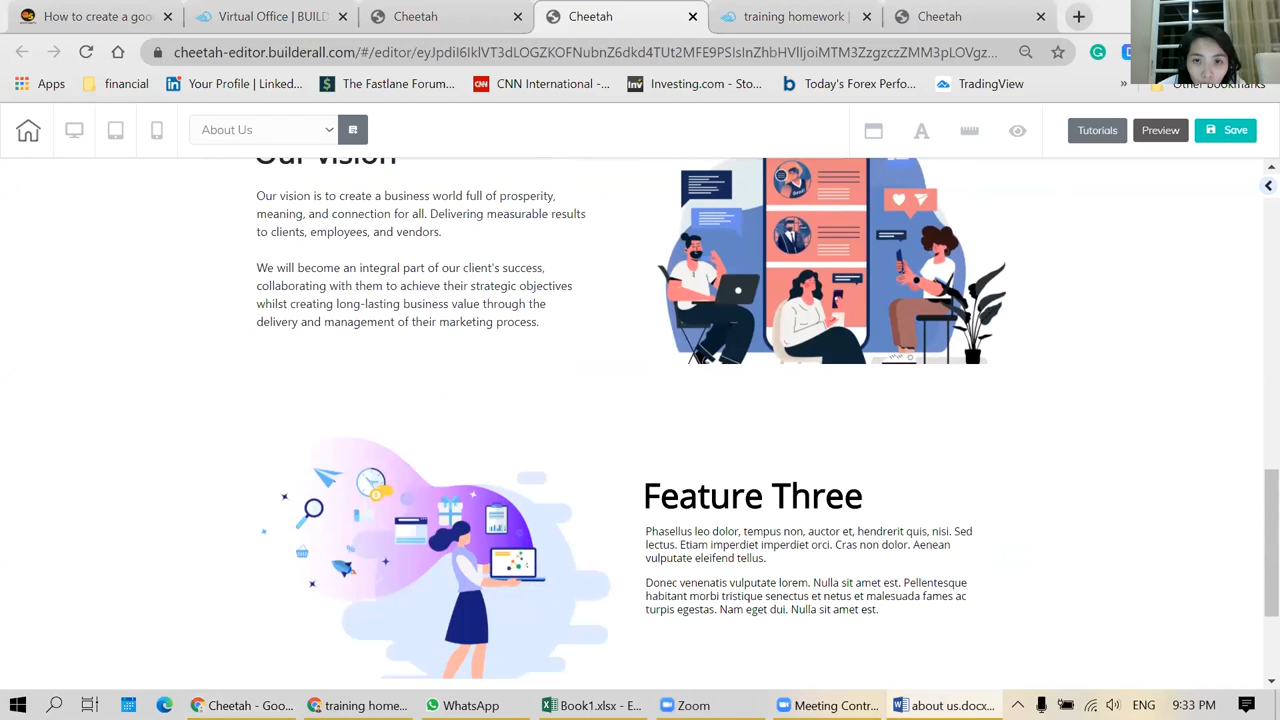 How to create a goo
Virtual Office | BUILD
Cheetah
Cheetah
training homework
Cheetah
cheetah-editor.builderall.com/#/editor/
Apps
financial
Your Profile | Linked...
The Fastlane Forum...
CNN International -...
Investing.com - Sto...
Today's Forex Perfo...
TradingView
Other bookmarks
About Us
Tutorials
Preview
Save
Our vision
Our vision is to create a business world full of prosperity,
meaning, and connection for all. Delivering measurable results
to clients, employees, and vendors.
We will become an integral part of our client's success,
collaborating with them to achieve their strategic objectives
whilst creating long-lasting business value through the
delivery and management of their marketing process.
Feature Three
Phasellus leo dolor, tempus non, auctor et, hendrerit quis, nisi. Sed
lectus. Etiam imperdiet imperdiet orci. Cras non dolor. Aenean
vulputate eleifend tellus.
Donec venenatis vulputate lorem. Nulla sit amet est. Pellentesque
habitant morbi tristique senectus et netus et malesuada fames ac
turpis egestas. Nam eget dui. Nulla sit amet est.
Cheetah - Goo...
training home...
WhatsApp
Book1.xlsx - E...
Zoom
Meeting Contr...
about us.docx...
ENG
9:33 PM